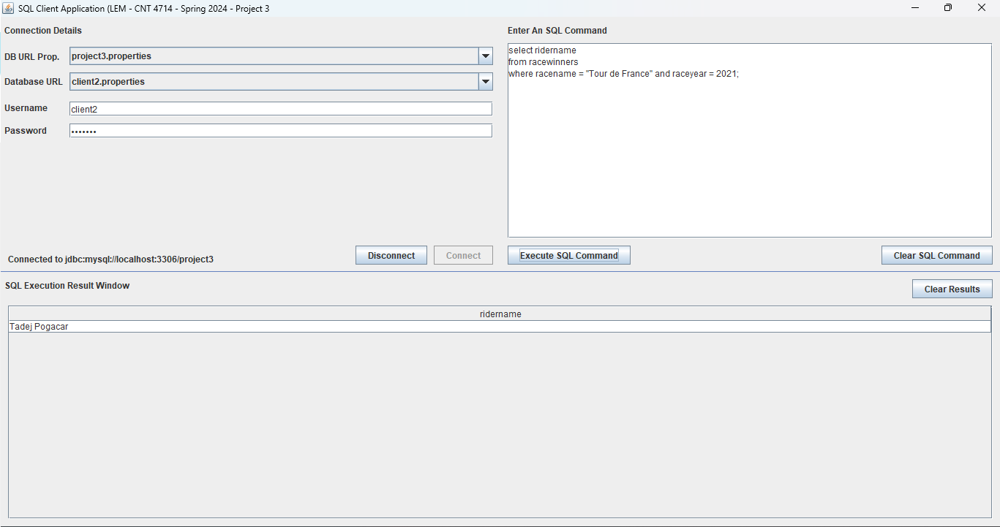 SQL Client Application (LEM - CNT 4714 - Spring 2024 - Project 3
Connection Details
DB URL Prop.
project3.properties
Database URL
client2.properties
Username
client2
Password
•••••••
Connected to jdbc:mysql://localhost:3306/project3
Disconnect
Connect
Enter An SQL Command
select ridername
from racewinners
where racename = "Tour de France" and raceyear = 2021;
Execute SQL Command
Clear SQL Command
SQL Execution Result Window
Clear Results
ridername
Tadej Pogacar